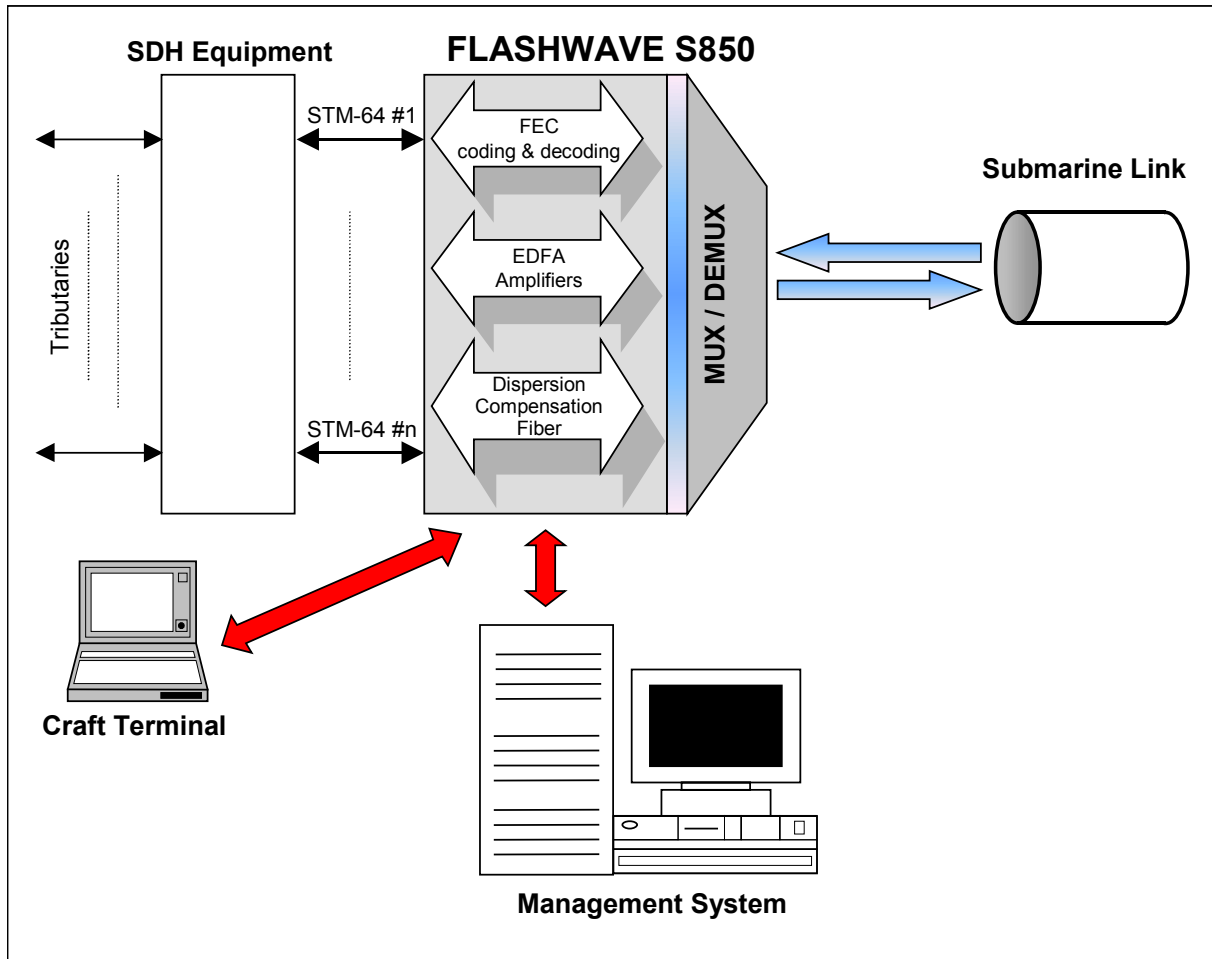 SDH Equipment
FLASHWAVE S850
STM-64 #1
FEC
coding & decoding
Submarine Link
Tributaries
EDFA
Amplifiers
MUX / DEMUX
Dispersion
Compensation
Fiber
STM-64 #n
Craft Terminal
Management System